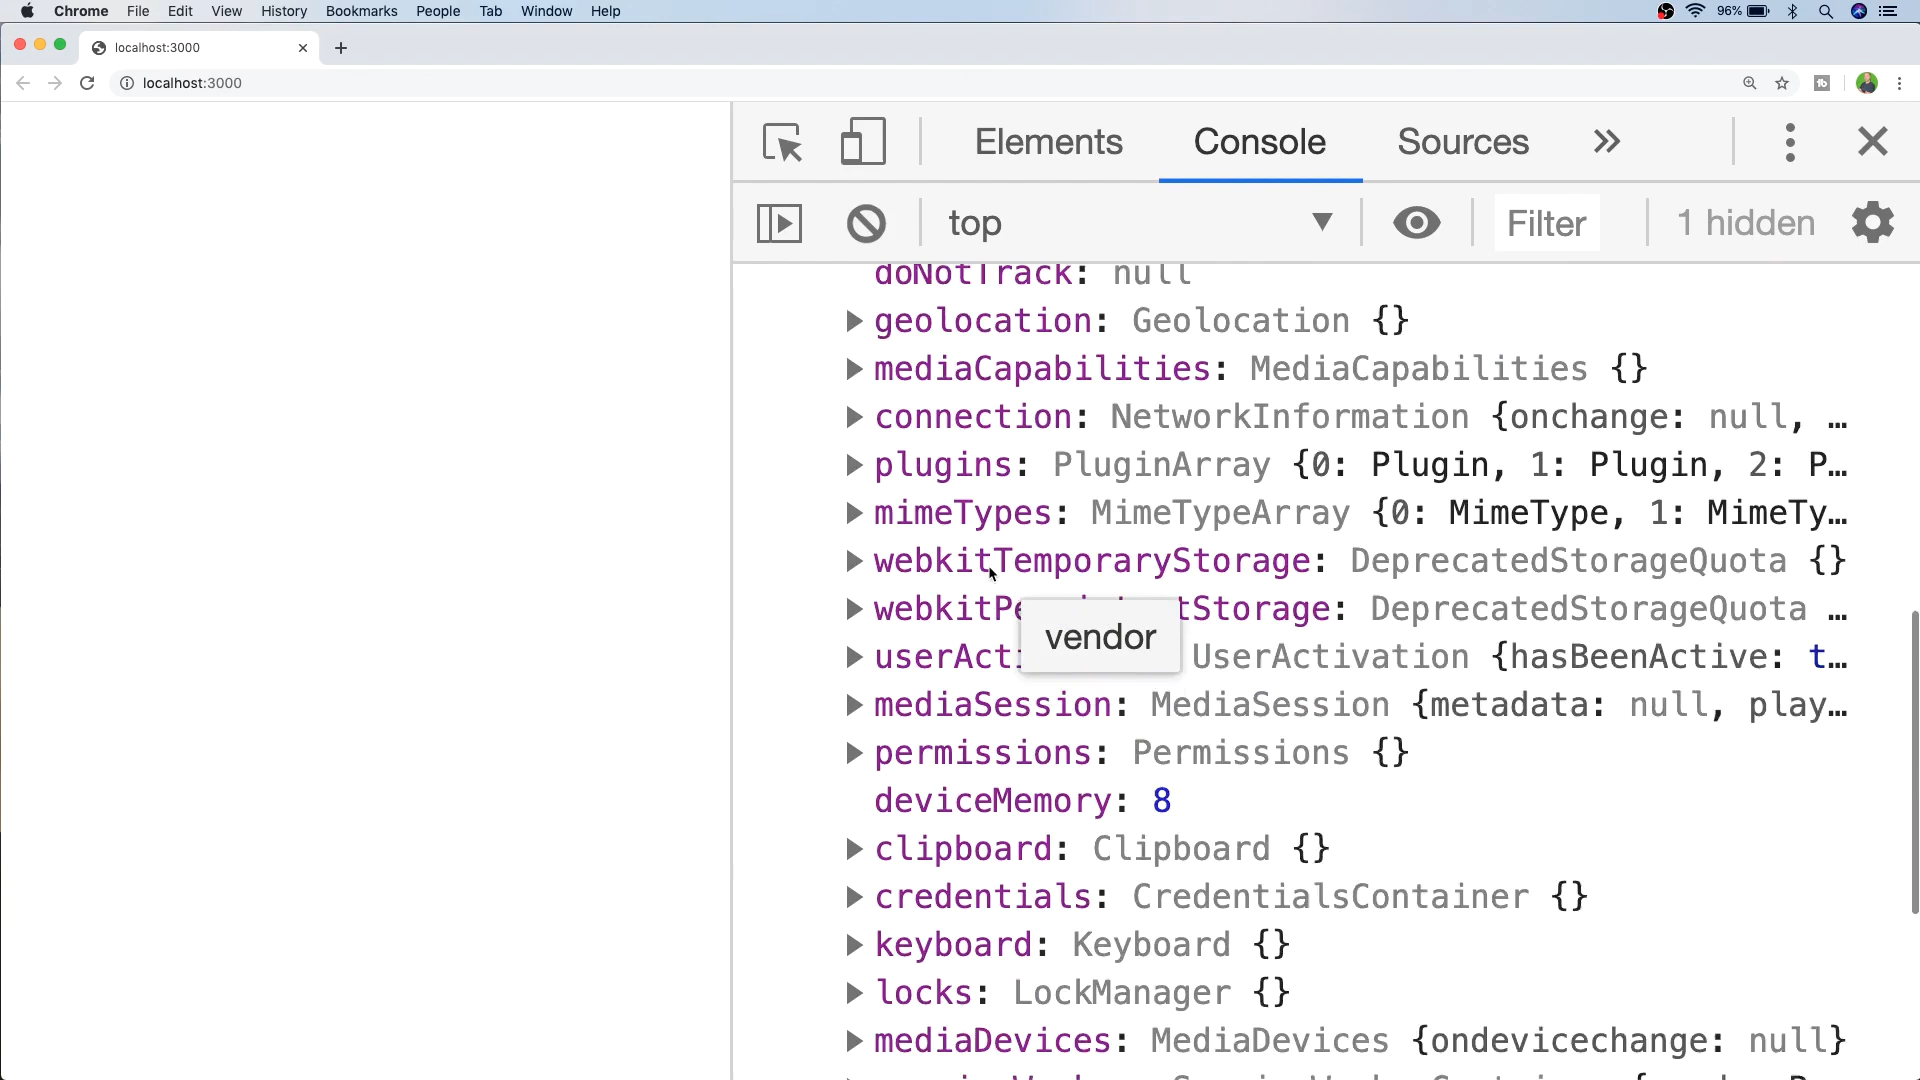 Chrome File Edit View History Bookmarks People Tab Window Help 96%
localhost:3000
localhost:3000
Elements Console Sources
top Filter 1 hidden
doNotTrack: null
geolocation: Geolocation {}
mediaCapabilities: MediaCapabilities {}
connection: NetworkInformation {onchange: null, …
plugins: PluginArray {0: Plugin, 1: Plugin, 2: P…
mimeTypes: MimeTypeArray {0: MimeType, 1: MimeTy…
webkitTemporaryStorage: DeprecatedStorageQuota {}
webkitPe tStorage: DeprecatedStorageQuota …
vendor
userActi UserActivation {hasBeenActive: t…
mediaSession: MediaSession {metadata: null, play…
permissions: Permissions {}
deviceMemory: 8
clipboard: Clipboard {}
credentials: CredentialsContainer {}
keyboard: Keyboard {}
locks: LockManager {}
mediaDevices: MediaDevices {ondevicechange: null}